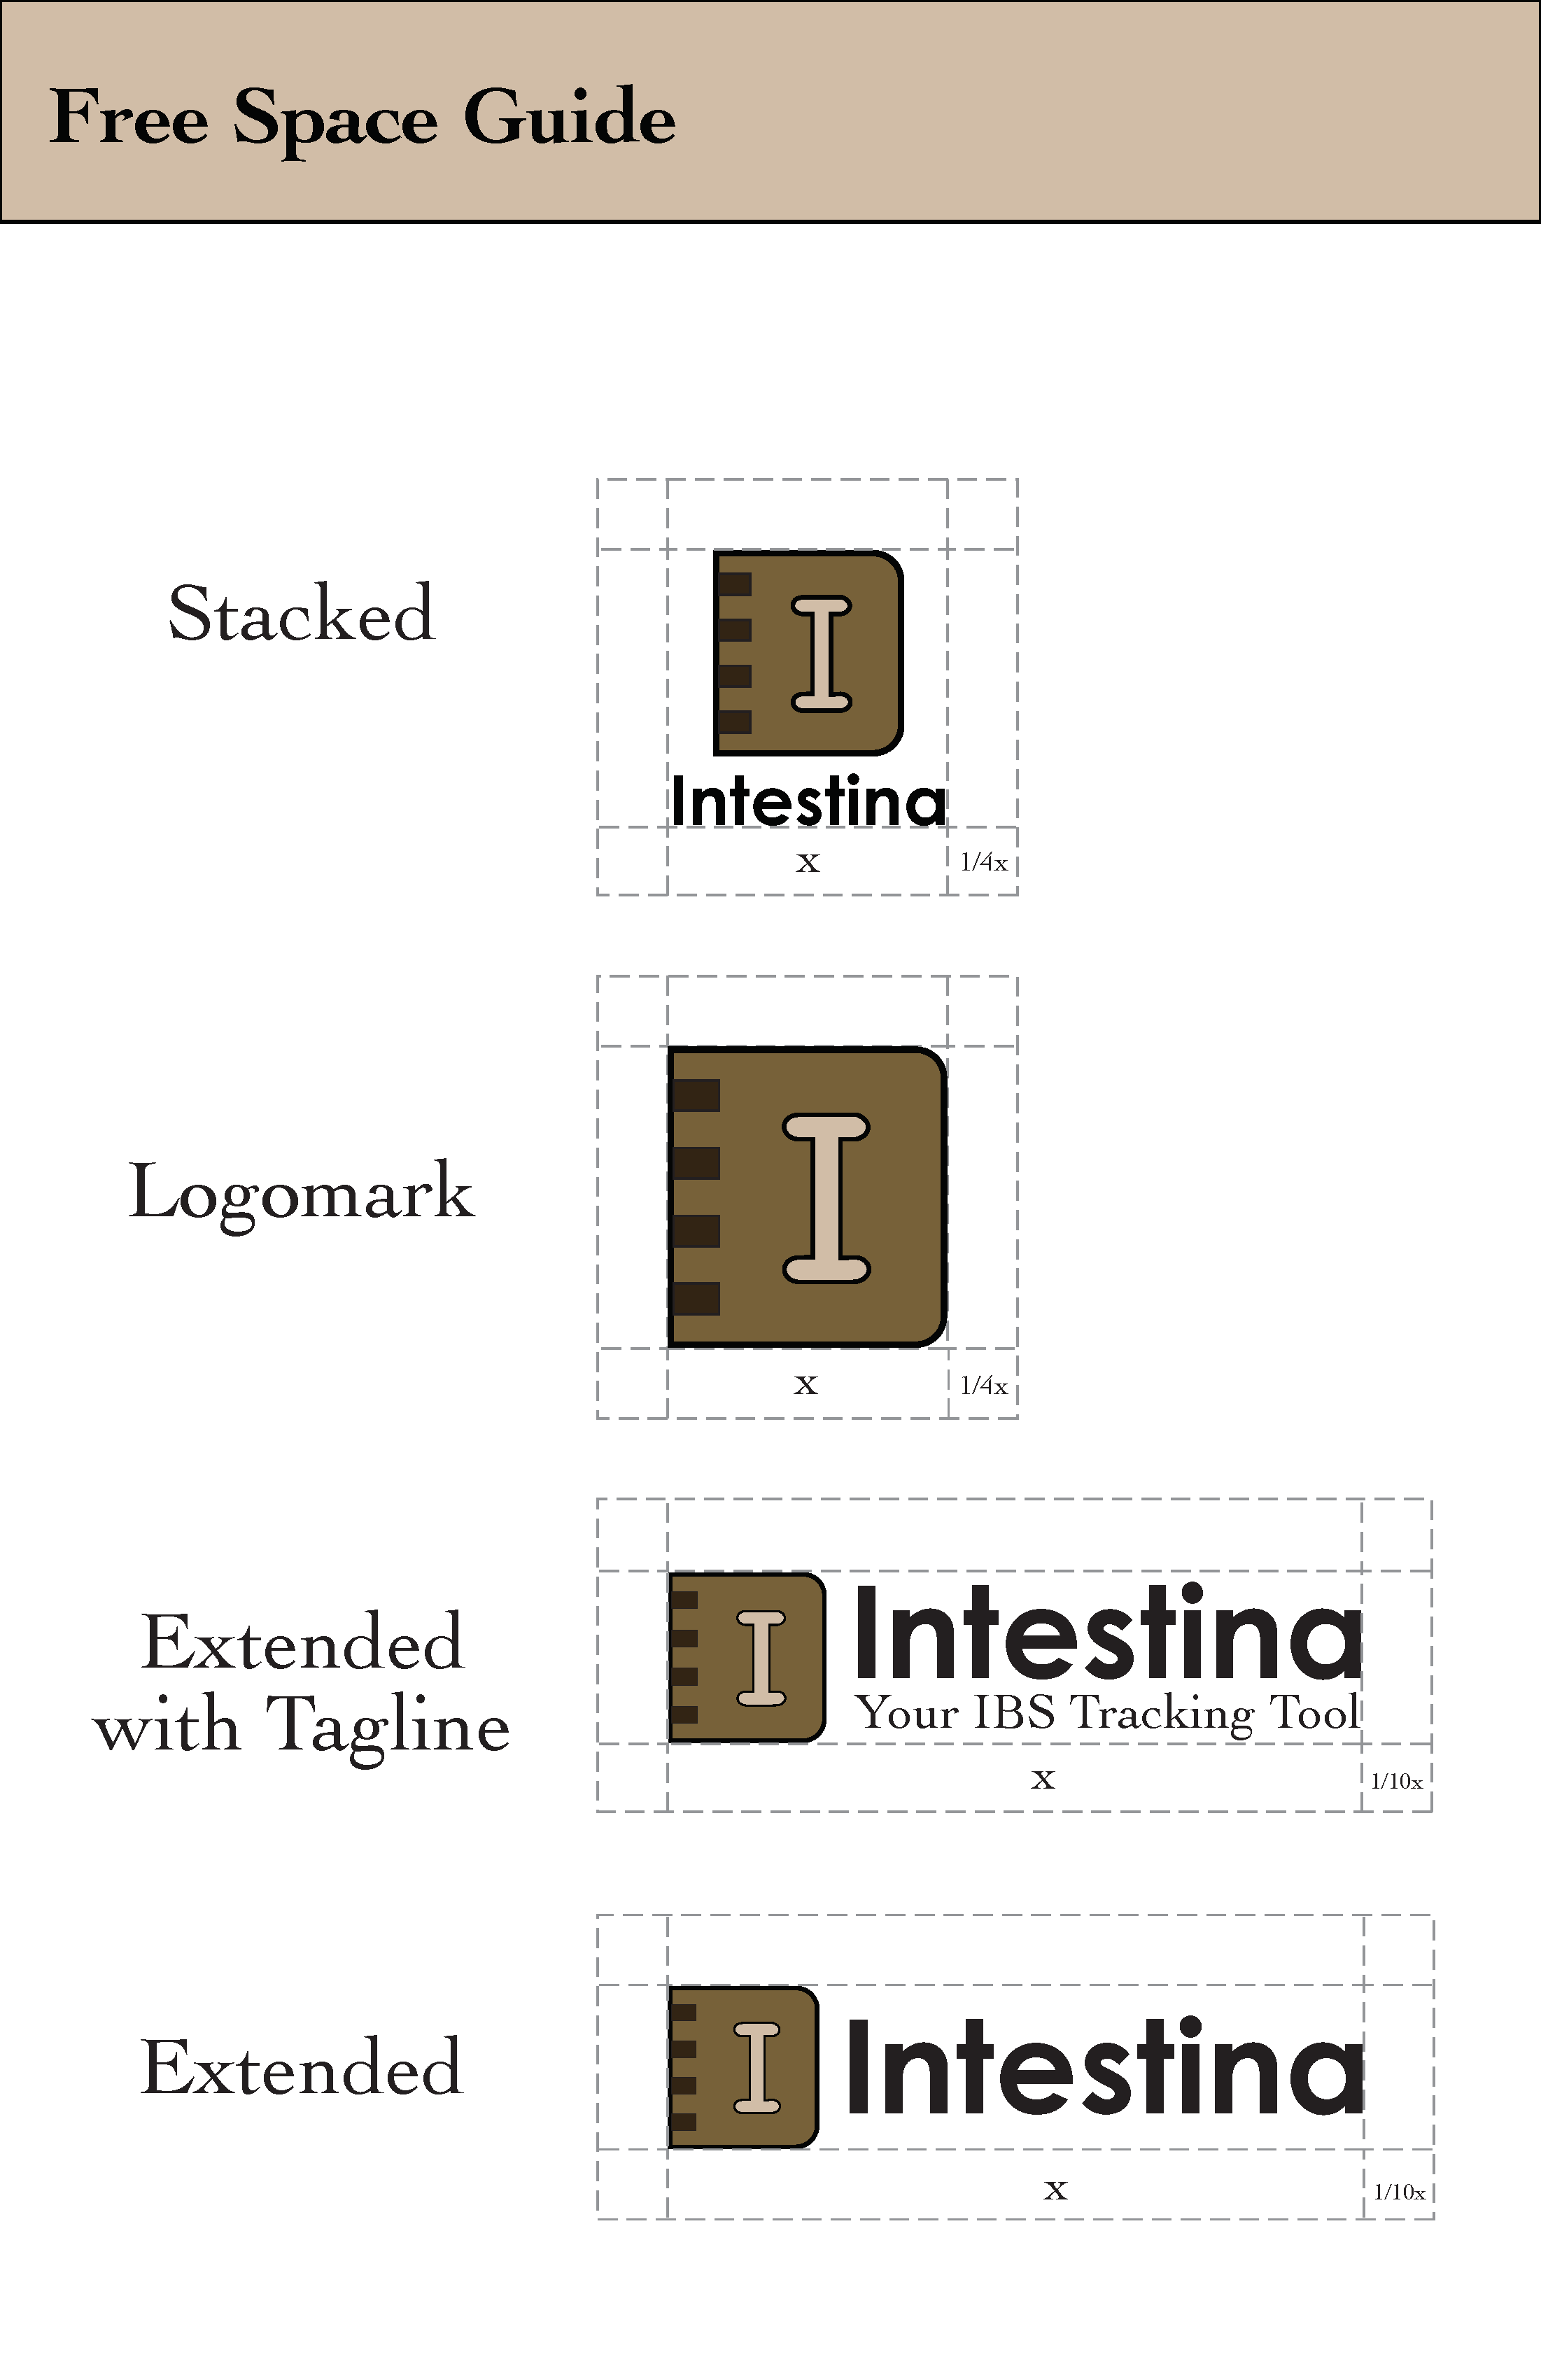 Free Space Guide
Stacked
I
Intestina
x
1/4x
Logomark
I
x
1/4x
Extended
with Tagline
I
Intestina
Your IBS Tracking Tool
x
1/10x
Extended
I
Intestina
x
1/10x